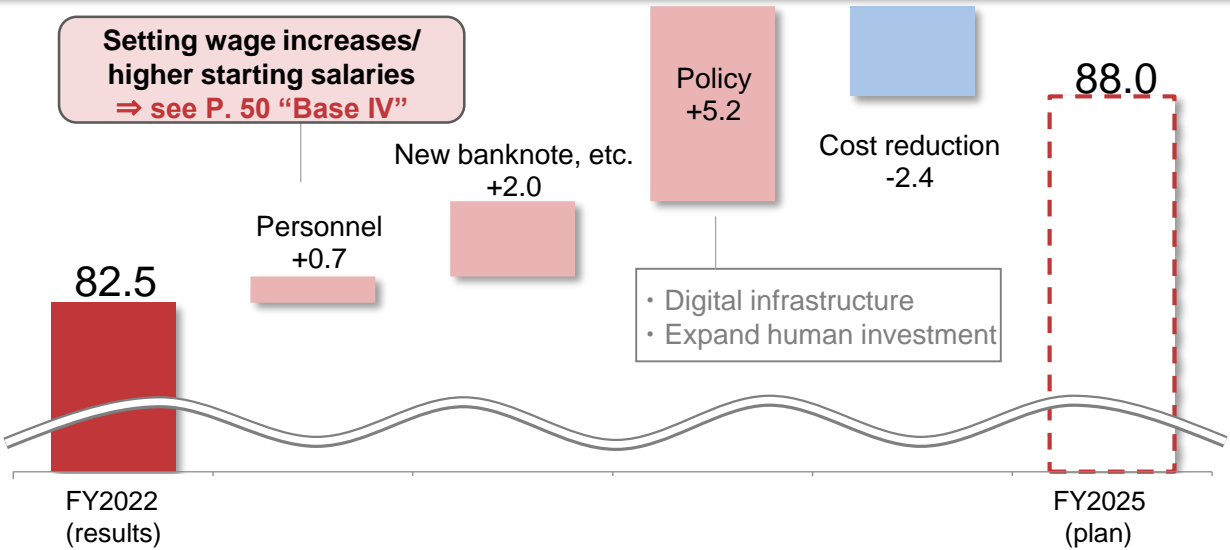 Setting wage increases/
higher starting salaries
⇒ see P. 50 “Base IV”
82.5
Personnel
+0.7
New banknote, etc.
+2.0
Policy
+5.2
・Digital infrastructure
・Expand human investment
Cost reduction
-2.4
88.0
FY2022
(results)
FY2025
(plan)